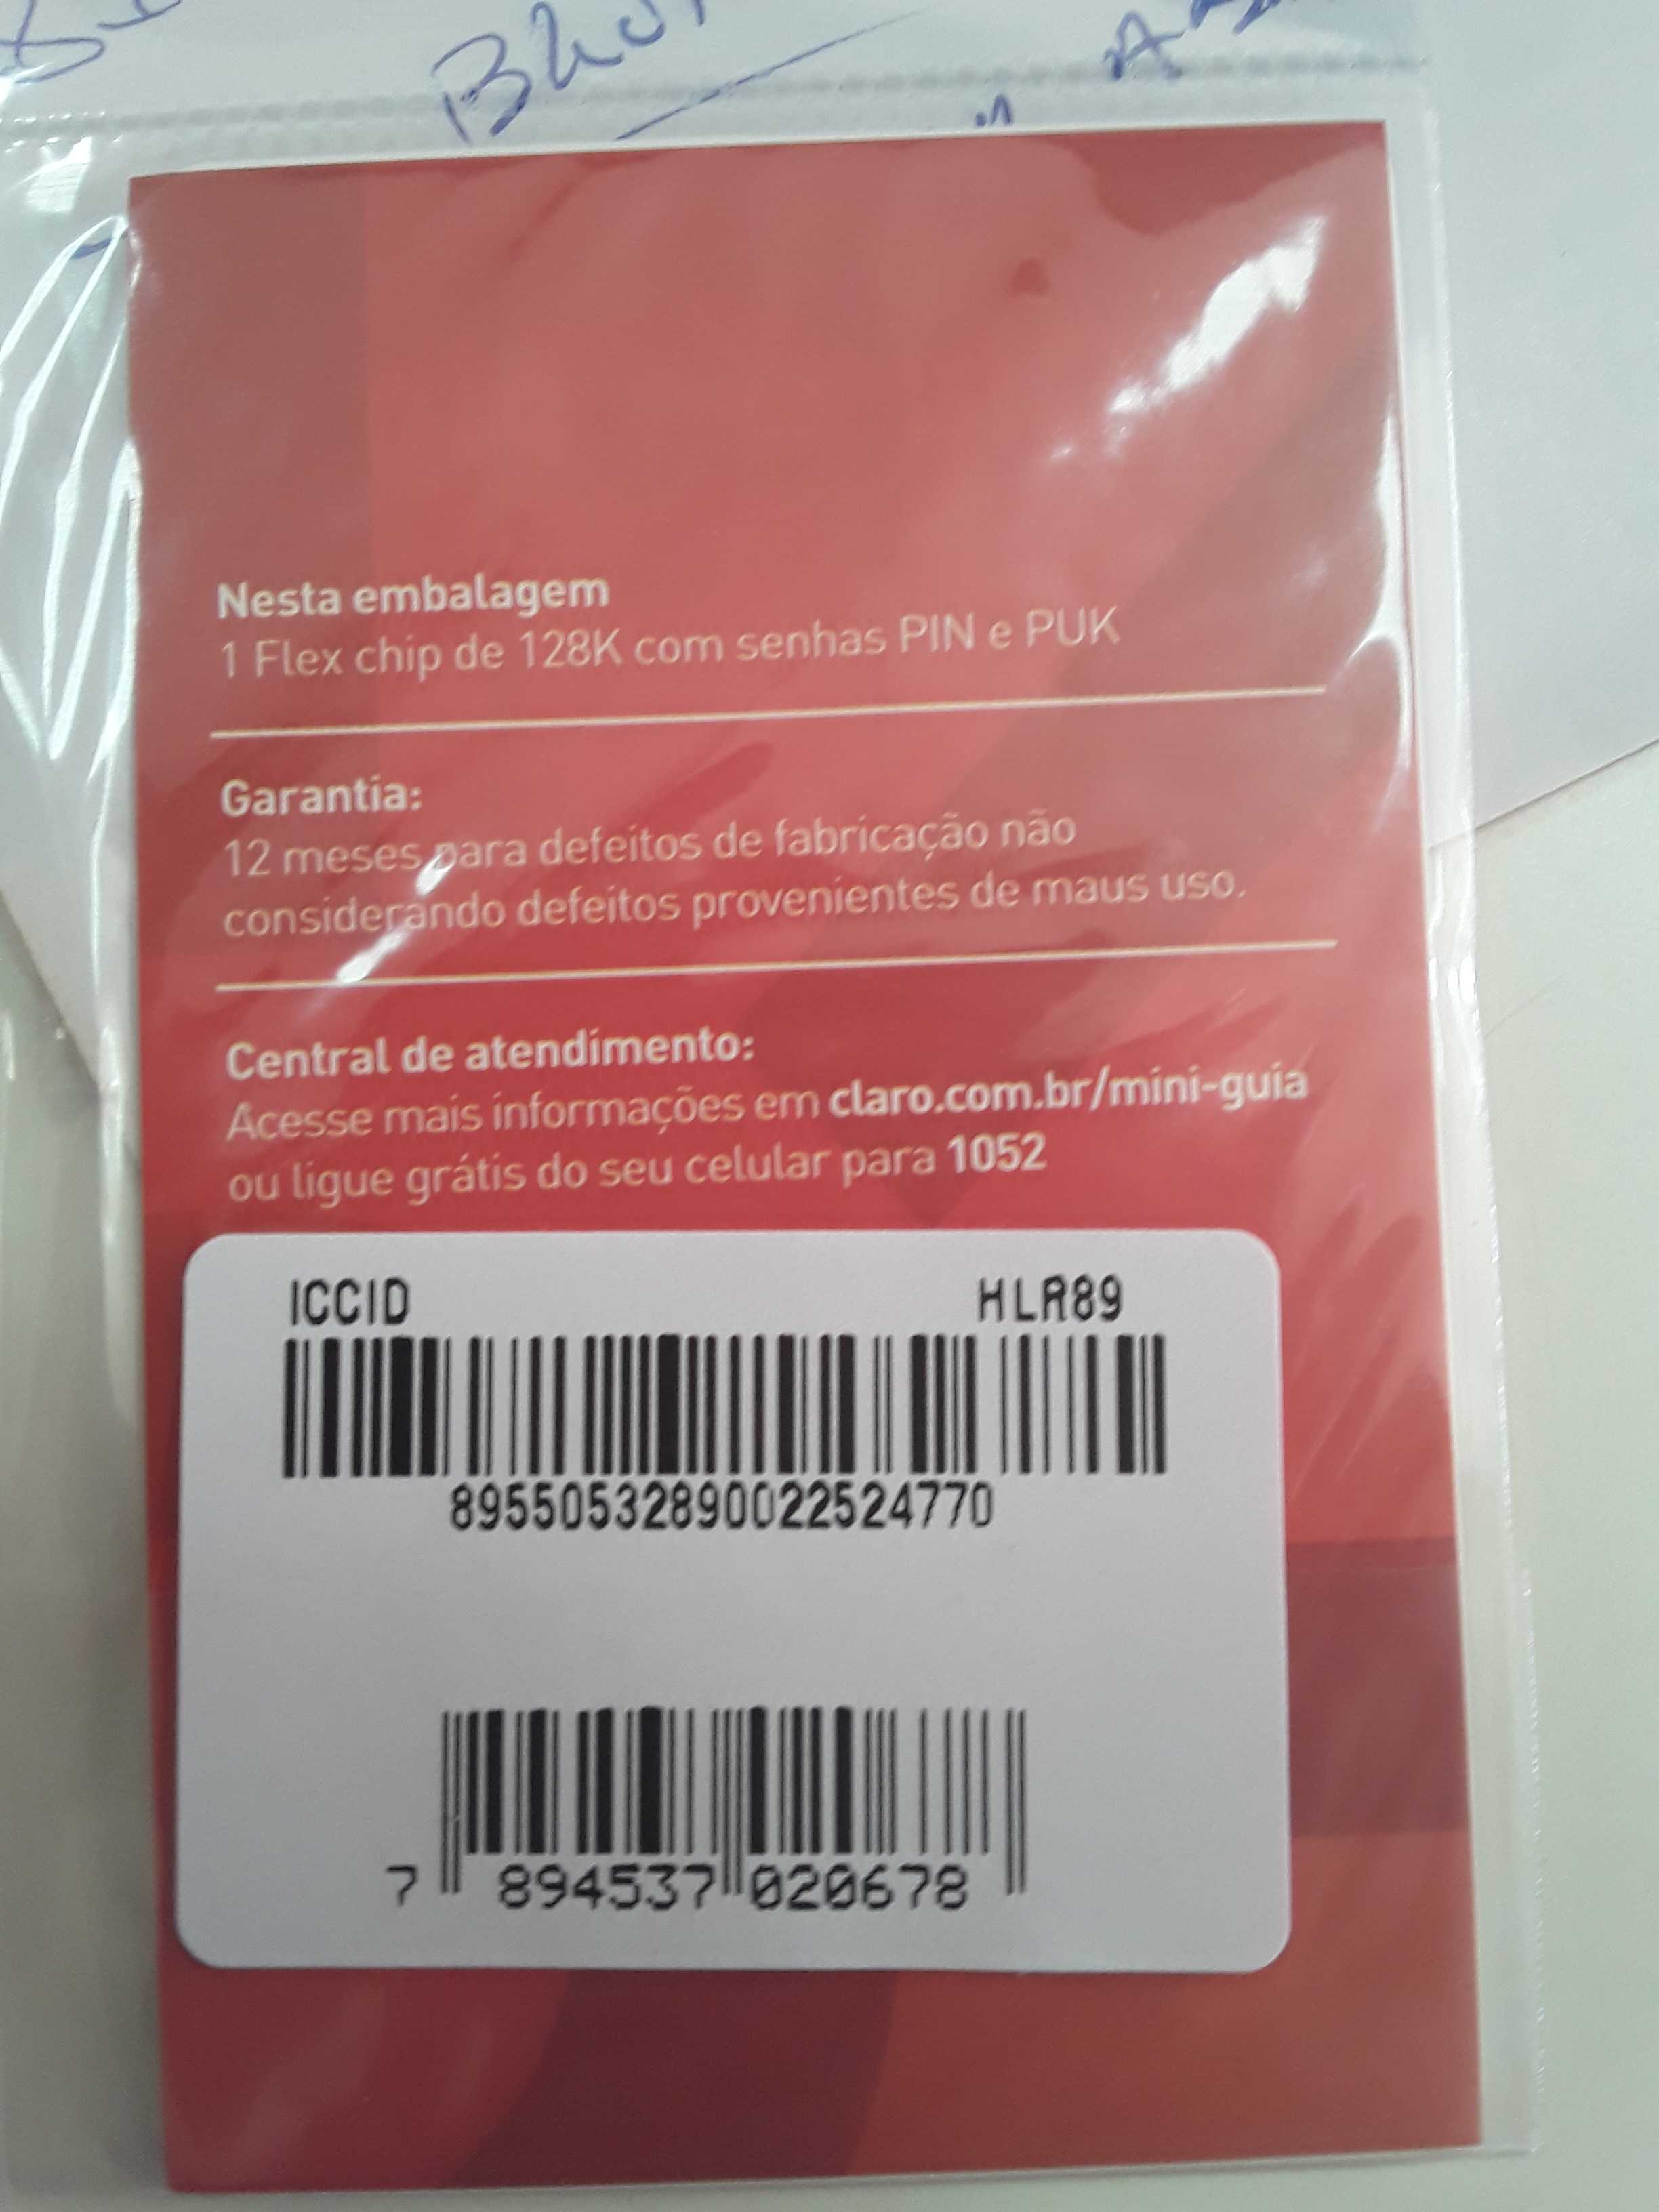 Nesta embalagem
1 Flex chip de 128K com senhas PIN e PUK
Garantia:
12 meses para defeitos de fabricação não
considerando defeitos provenientes de maus uso.
Central de atendimento:
Acesse mais informações em claro.com.br/mini-guia
ou ligue grátis do seu celular para 1052
ICCID HLR89
89550532890022524770
7 894537 020678